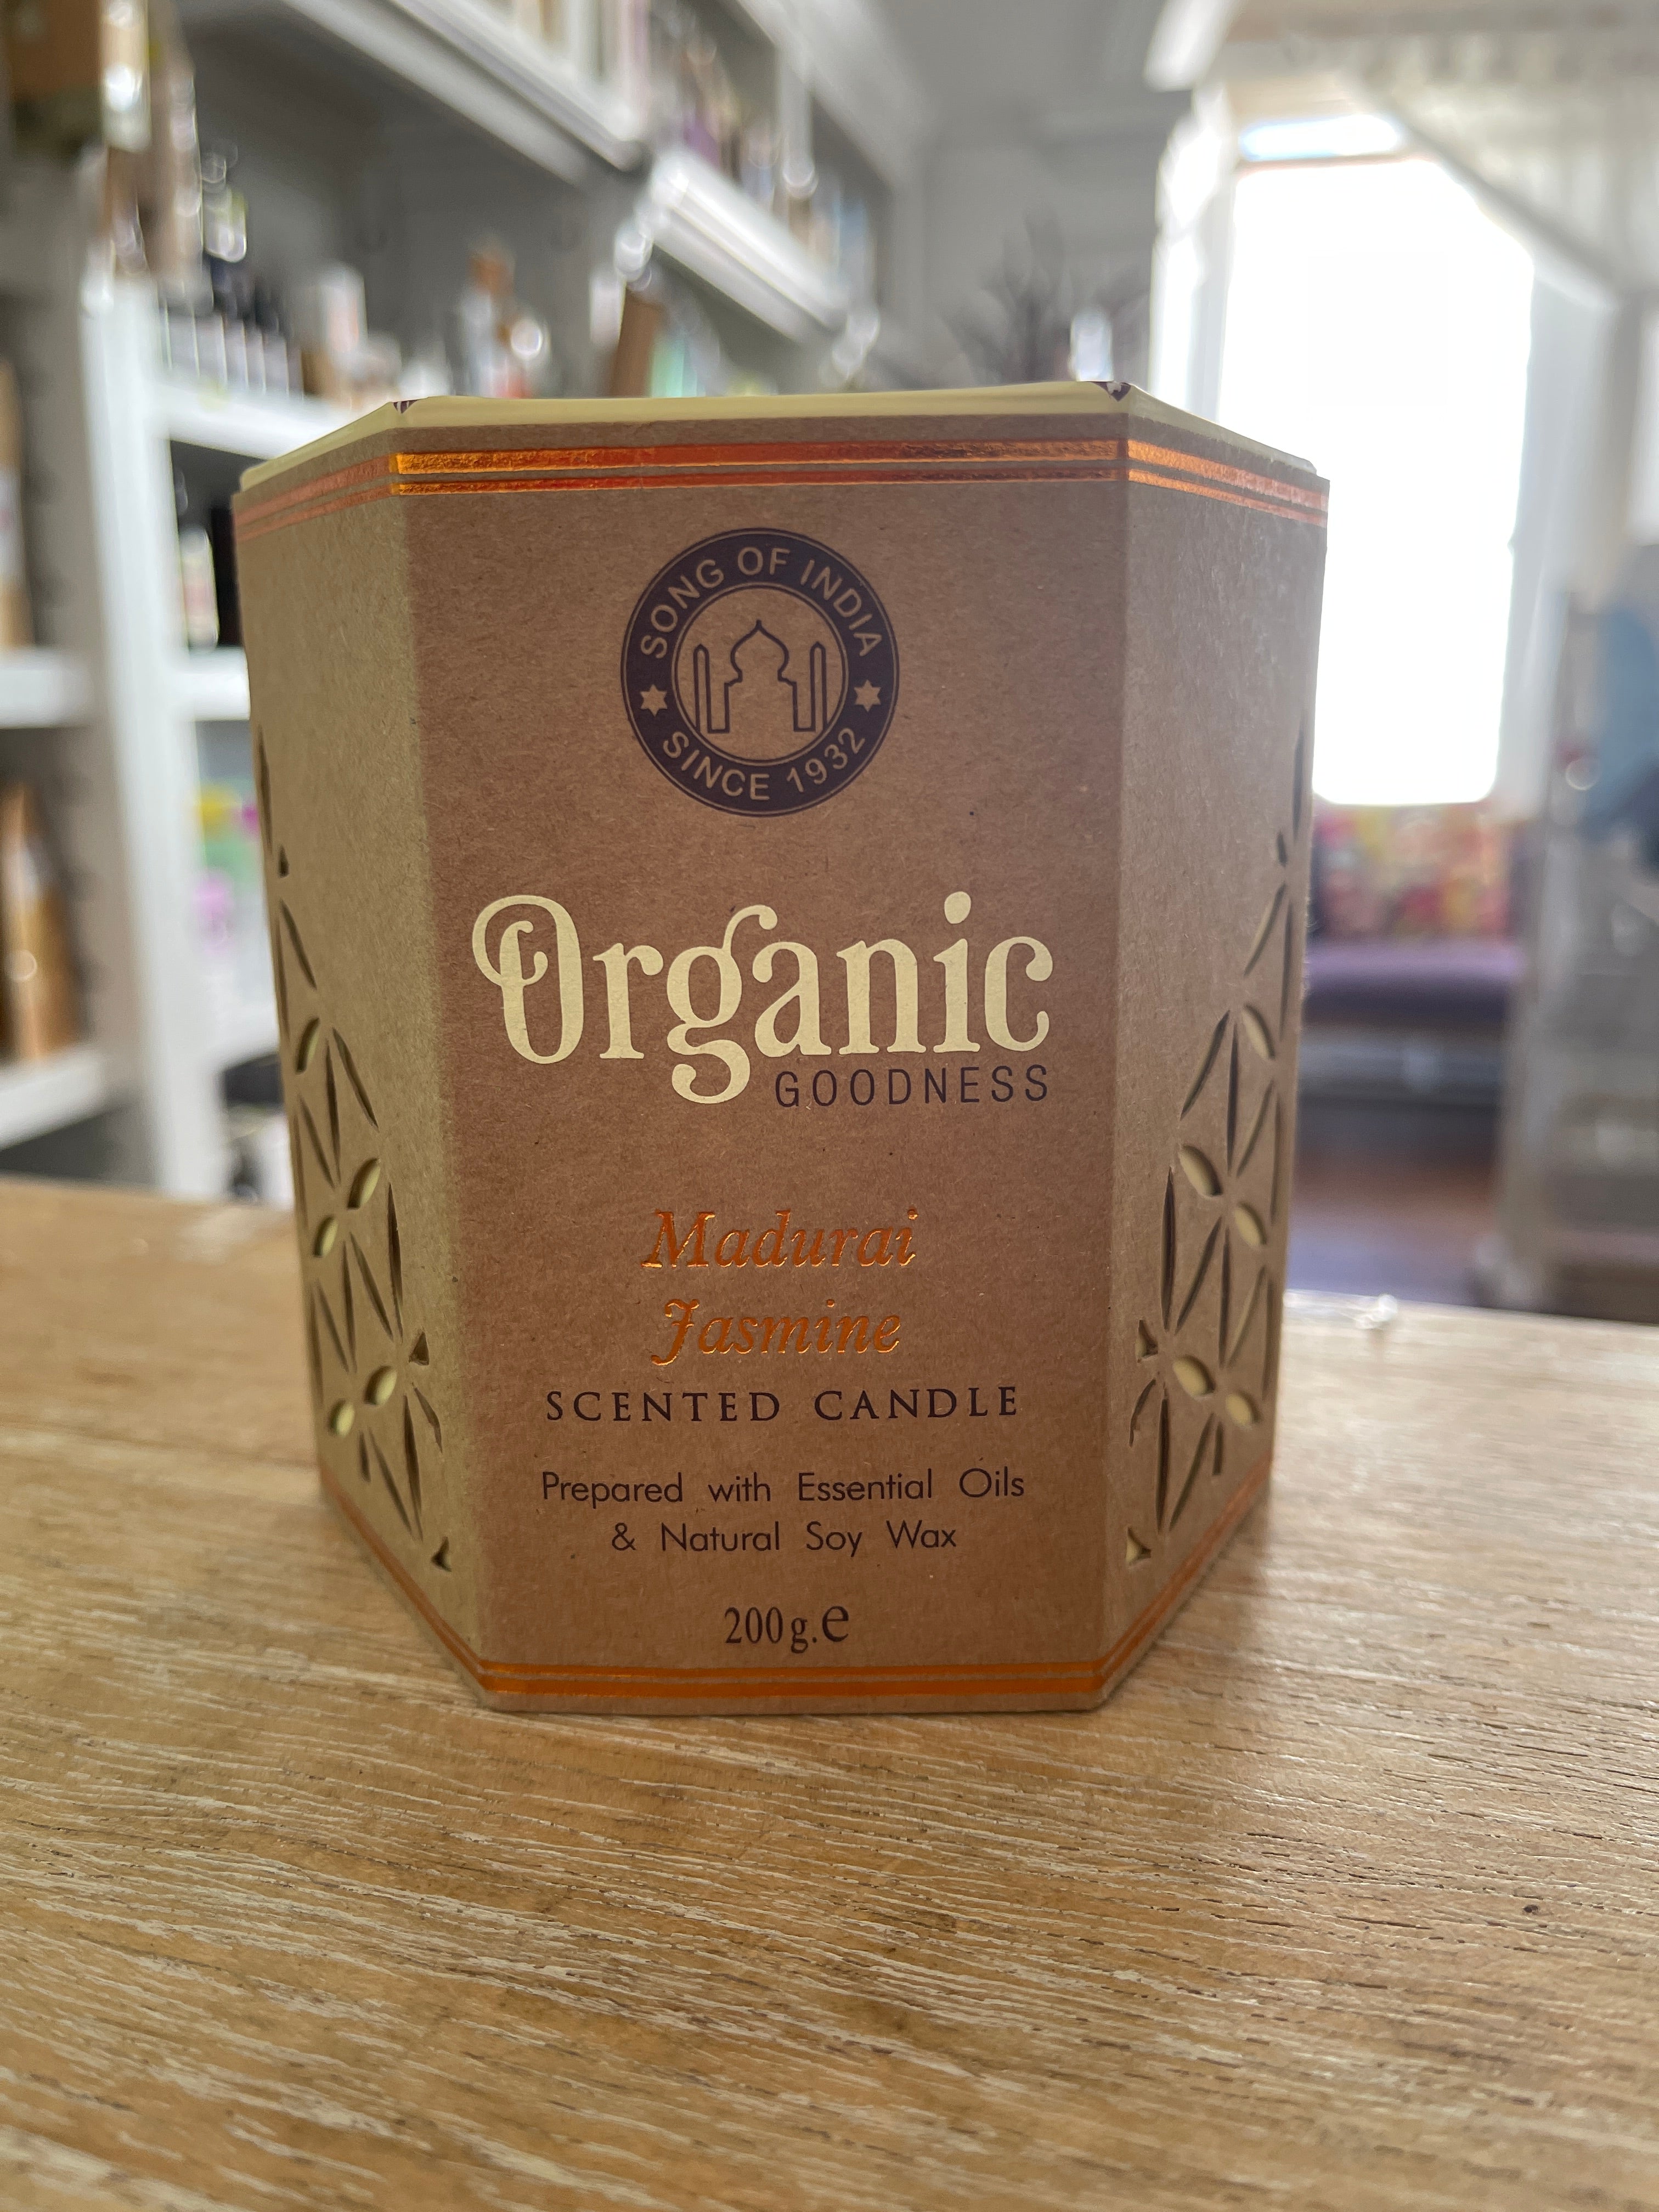 SONG OF INDIA
SINCE 1932
Organic
GOODNESS
Madurai
Jasmine
SCENTED CANDLE
Prepared with Essential Oils
& Natural Soy Wax
200g.e